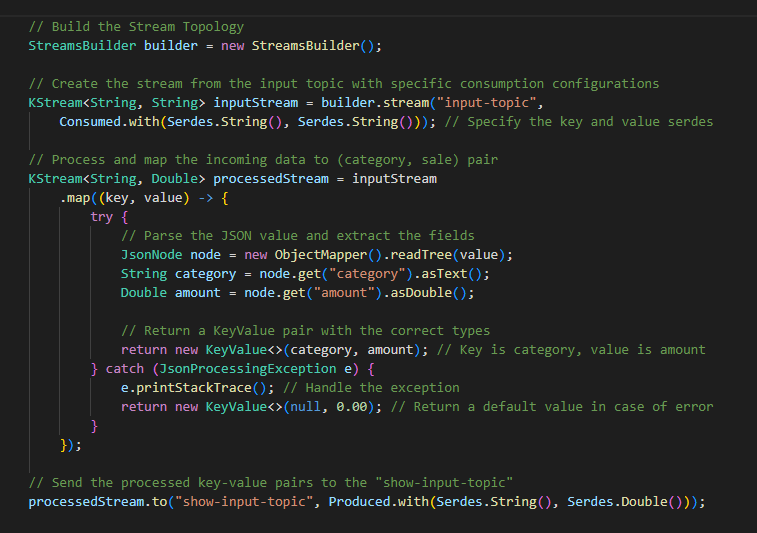 // Build the Stream Topology
StreamsBuilder builder = new StreamsBuilder();
// Create the stream from the input topic with specific consumption configurations
KStream<String, String> inputStream = builder.stream("input-topic",
Consumed.with(Serdes.String(), Serdes.String())); // Specify the key and value serdes
// Process and map the incoming data to (category, sale) pair
KStream<String, Double> processedStream = inputStream
.map((key, value) -> {
try {
// Parse the JSON value and extract the fields
JsonNode node = new ObjectMapper().readTree(value);
String category = node.get("category").asText();
Double amount = node.get("amount").asDouble();
// Return a KeyValue pair with the correct types
return new KeyValue<>(category, amount); // Key is category, value is amount
} catch (JsonProcessingException e) {
e.printStackTrace(); // Handle the exception
return new KeyValue<>(null, 0.00); // Return a default value in case of error
}
});
// Send the processed key-value pairs to the "show-input-topic"
processedStream.to("show-input-topic", Produced.with(Serdes.String(), Serdes.Double()));